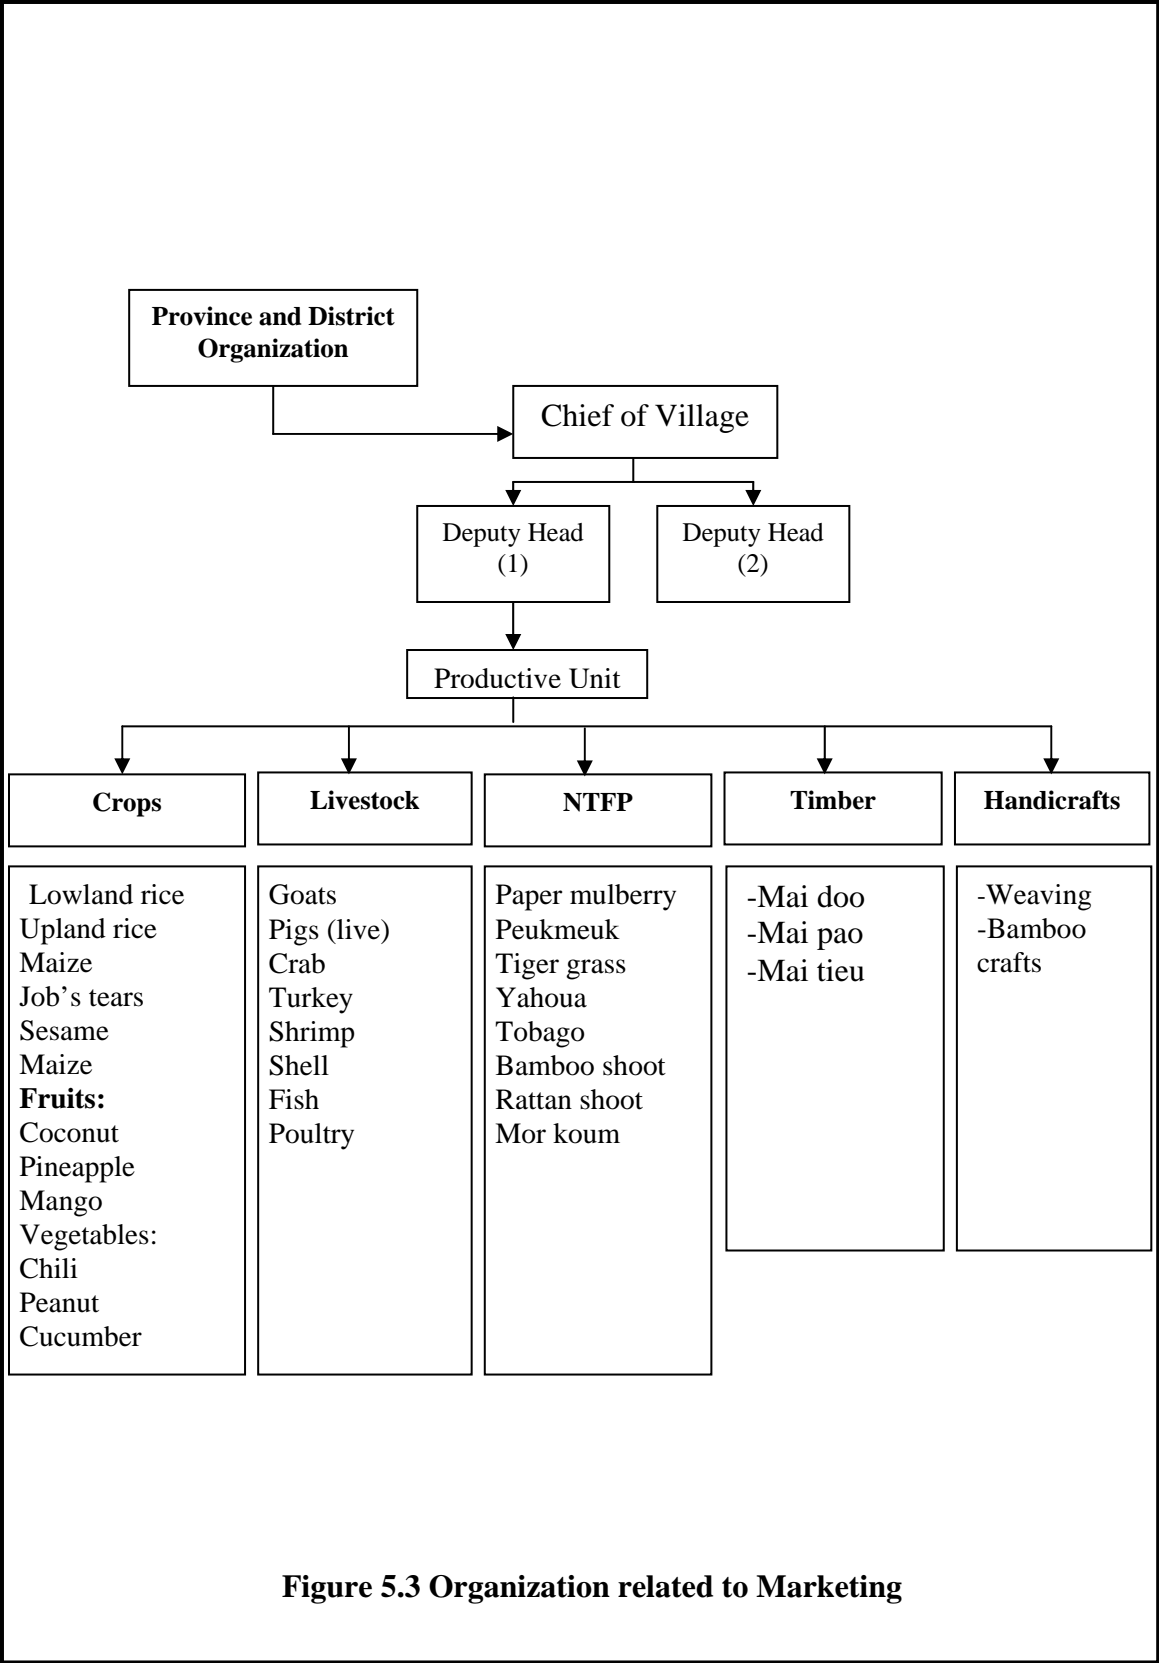 Province and District
Organization
Chief of Village
Deputy Head
(1)
Deputy Head
(2)
Productive Unit
Crops
Livestock
NTFP
Timber
Handicrafts
Lowland rice
Upland rice
Maize
Job’s tears
Sesame
Maize
Fruits:
Coconut
Pineapple
Mango
Vegetables:
Chili
Peanut
Cucumber
Goats
Pigs (live)
Crab
Turkey
Shrimp
Shell
Fish
Poultry
Paper mulberry
Peukmeuk
Tiger grass
Yahoua
Tobago
Bamboo shoot
Rattan shoot
Mor koum
-Mai doo
-Mai pao
-Mai tieu
-Weaving
-Bamboo
crafts
Figure 5.3 Organization related to Marketing